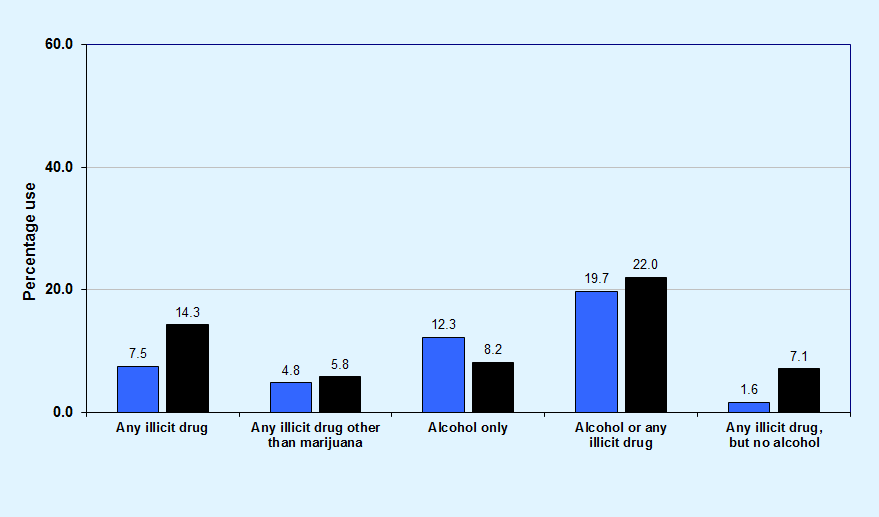 60.0
40.0
20.0
0.0
Percentage use
7.5
14.3
4.8
5.8
12.3
8.2
19.7
22.0
1.6
7.1
Any illicit drug
Any illicit drug other
than marijuana
Alcohol only
Alcohol or any
illicit drug
Any illicit drug,
but no alcohol